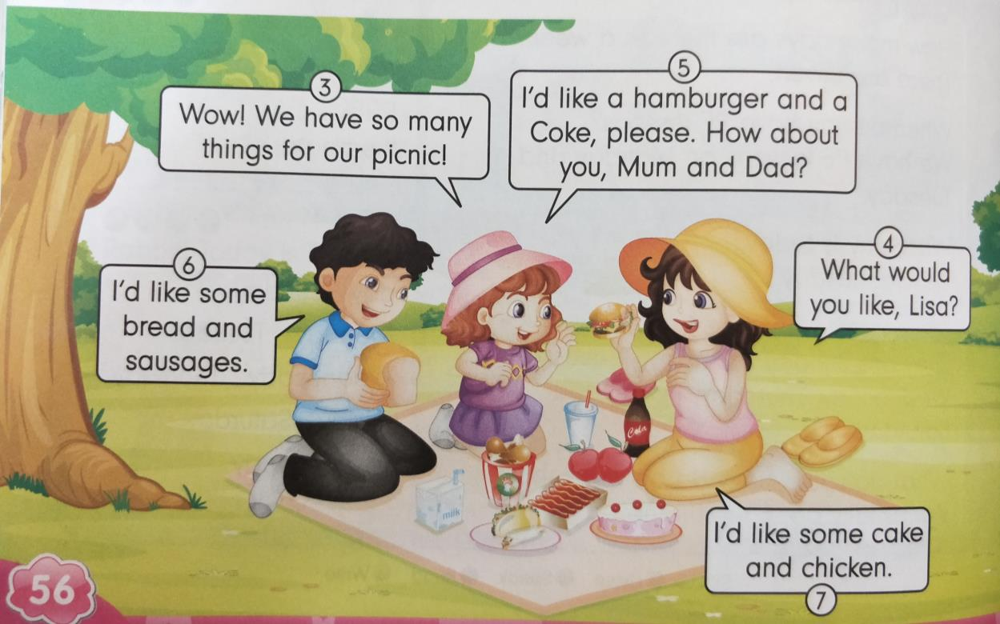 3
Wow! We have so many
things for our picnic!
4
What would
you like, Lisa?
5
I'd like a hamburger and a
Coke, please. How about
you, Mum and Dad?
6
I'd like some
bread and
sausages.
I'd like some cake
and chicken.
7
Cola
milk
56